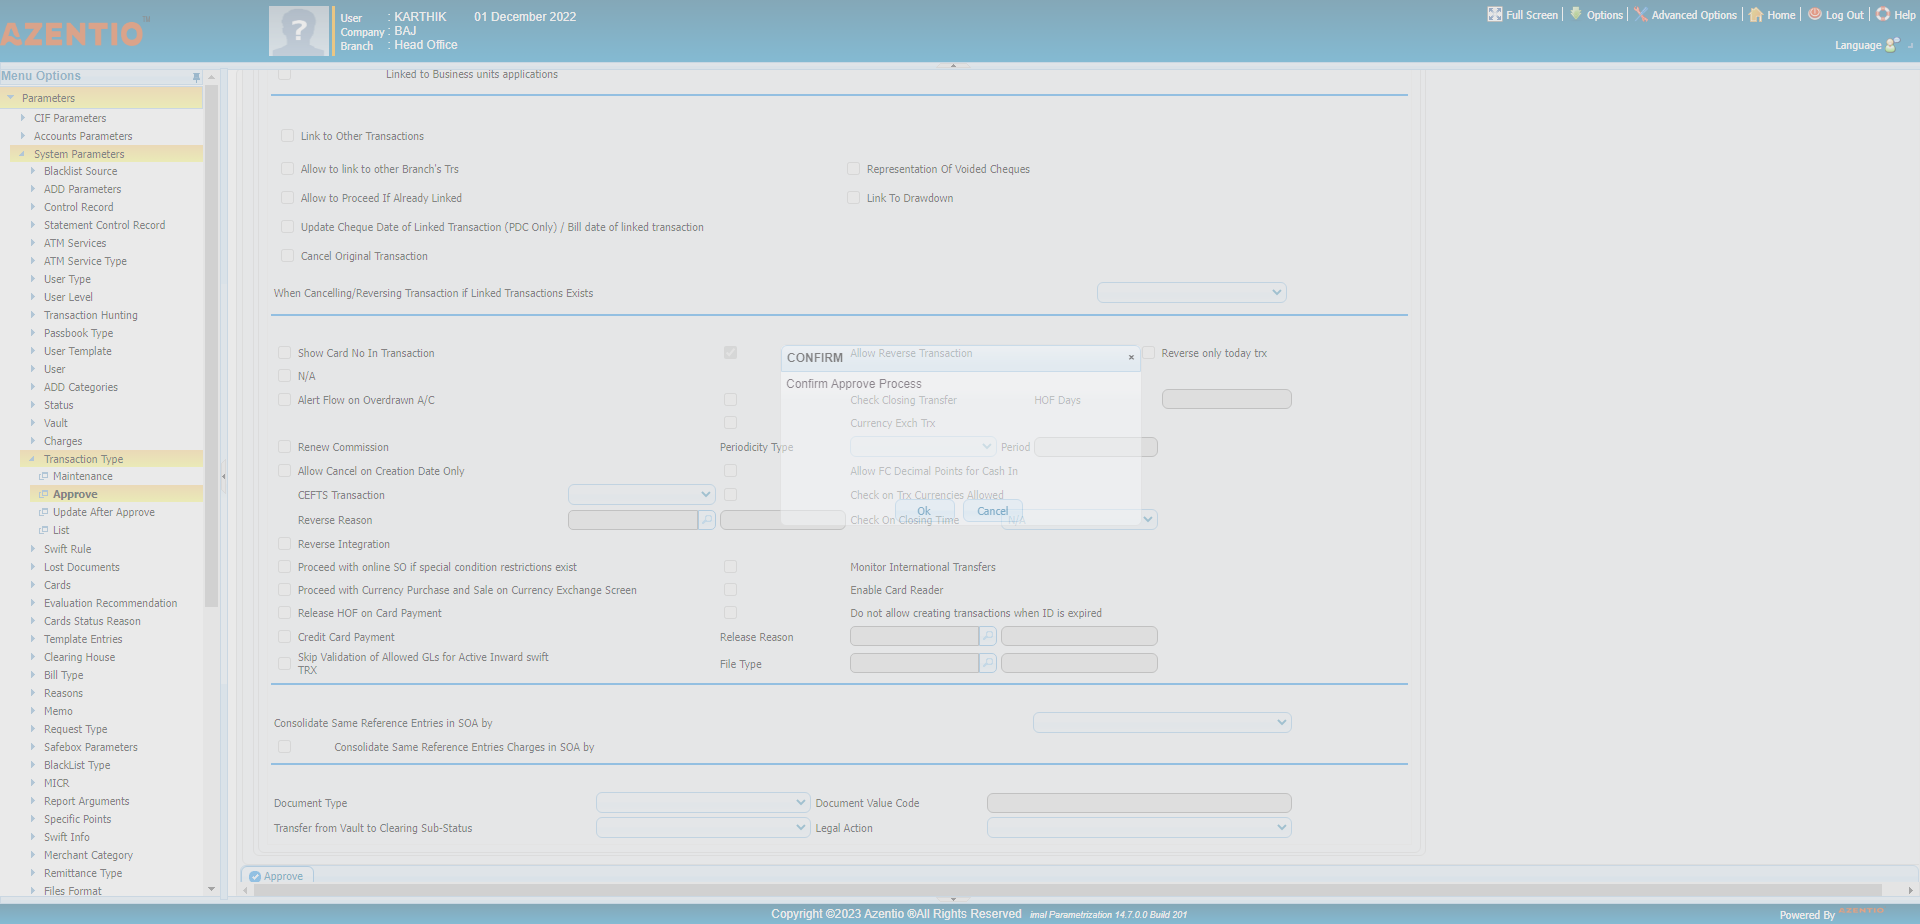 AZENTIO
User : KARTHIK 01 December 2022
Company : BAJ
Branch : Head Office
Full Screen Options Advanced Options Home Log Out Help
Language
Menu Options
Parameters
CIF Parameters
Accounts Parameters
System Parameters
Blacklist Source
ADD Parameters
Control Record
Statement Control Record
ATM Services
ATM Service Type
User Type
User Level
Transaction Hunting
Passbook Type
User Template
User
ADD Categories
Status
Vault
Charges
Transaction Type
Maintenance
Approve
Update After Approve
List
Swift Rule
Lost Documents
Cards
Evaluation Recommendation
Cards Status Reason
Template Entries
Clearing House
Bill Type
Reasons
Memo
Request Type
Safebox Parameters
BlackList Type
MICR
Report Arguments
Specific Points
Swift Info
Merchant Category
Remittance Type
Files Format
Linked to Business units applications
Link to Other Transactions
Allow to link to other Branch's Trs Representation Of Voided Cheques
Allow to Proceed If Already Linked Link To Drawdown
Update Cheque Date of Linked Transaction (PDC Only) / Bill date of linked transaction
Cancel Original Transaction
When Cancelling/Reversing Transaction if Linked Transactions Exists
Show Card No In Transaction Allow Reverse Transaction Reverse only today trx
N/A
Alert Flow on Overdrawn A/C Check Closing Transfer HOF Days
Currency Exch Trx
Renew Commission Periodicity Type Period
Allow Cancel on Creation Date Only Allow FC Decimal Points for Cash In
CEFTS Transaction Check on Trx Currencies Allowed
Reverse Reason Check On Closing Time N/A
Reverse Integration
Proceed with online SO if special condition restrictions exist Monitor International Transfers
Proceed with Currency Purchase and Sale on Currency Exchange Screen Enable Card Reader
Release HOF on Card Payment Do not allow creating transactions when ID is expired
Credit Card Payment Release Reason
Skip Validation of Allowed GLs for Active Inward swift
TRX File Type
Consolidate Same Reference Entries in SOA by
Consolidate Same Reference Entries Charges in SOA by
Document Type Document Value Code
Transfer from Vault to Clearing Sub-Status Legal Action
CONFIRM ×
Confirm Approve Process
Ok Cancel
Approve
Copyright ©2023 Azentio ®All Rights Reserved imal Parametrization 14.7.0.0 Build 201
Powered By AZENTIO